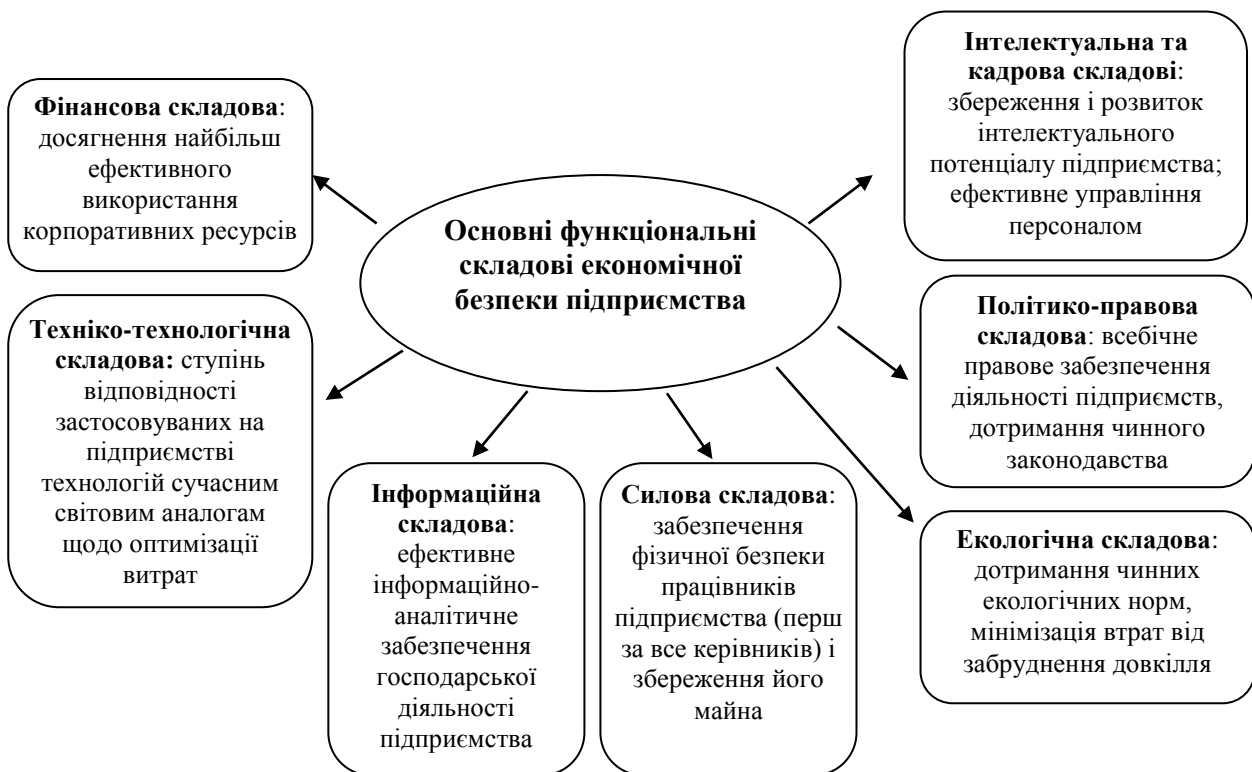 Фінансова складова:
досягнення найбільш
ефективного
використання
корпоративних ресурсів
Інтелектуальна та
кадрова складові:
збереження і розвиток
інтелектуального
потенціалу підприємства;
ефективне управління
персоналом
Основні функціональні
складові економічної
безпеки підприємства
Техніко-технологічна
складова: ступінь
відповідності
застосовуваних на
підприємстві
технологій сучасним
світовим аналогам
щодо оптимізації
витрат
Політико-правова
складова: всебічне
правове забезпечення
діяльності підприємств,
дотримання чинного
законодавства
Інформаційна
складова:
ефективне
інформаційно-
аналітичне
забезпечення
господарської
діяльності
підприємства
Силова складова:
забезпечення
фізичної безпеки
працівників
підприємства (перш
за все керівників) і
збереження його
майна
Екологічна складова:
дотримання чинних
екологічних норм,
мінімізація втрат від
забруднення довкілля